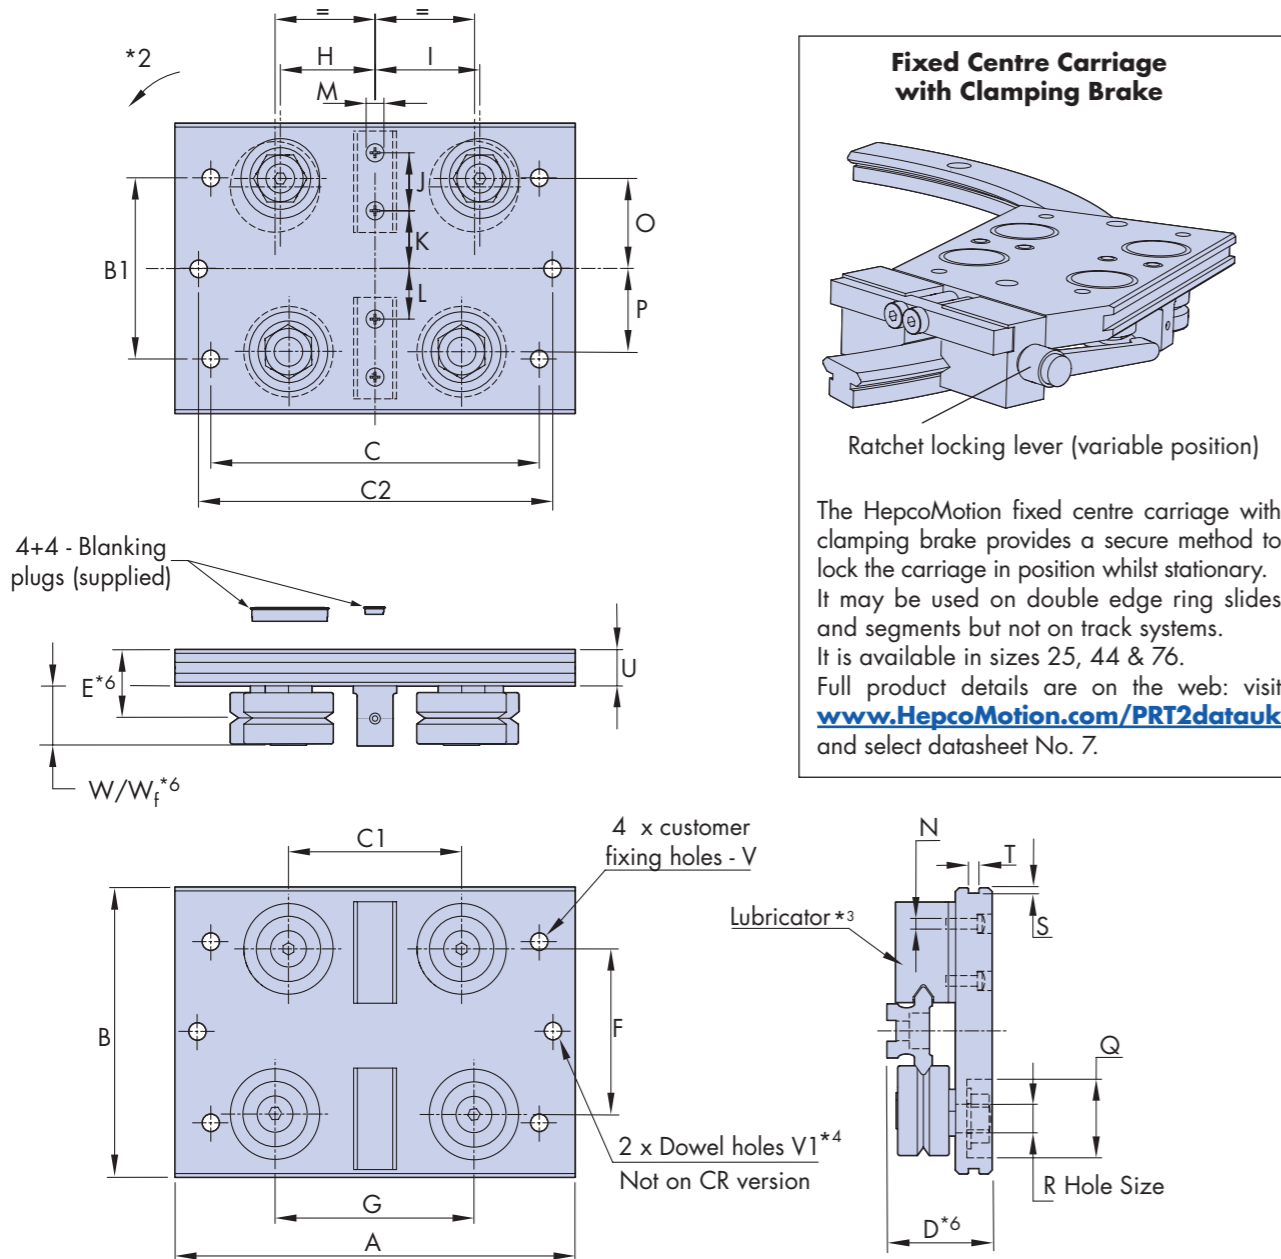 = =
*2
H I
M
J
K
L
O
P
B1
C
C2
Fixed Centre Carriage
with Clamping Brake
Ratchet locking lever (variable position)
The HepcoMotion fixed centre carriage with
clamping brake provides a secure method to
lock the carriage in position whilst stationary.
It may be used on double edge ring slides
and segments but not on track systems.
It is available in sizes 25, 44 & 76.
Full product details are on the web: visit
www.HepcoMotion.com/PRT2datauk
and select datasheet No. 7.
4+4 - Blanking
plugs (supplied)
E*6
U
W/Wf*6
C1
4 x customer
fixing holes - V
B
F
2 x Dowel holes V1*4
Not on CR version
G
A
N
T
S
Lubricator*3
Q
R Hole Size
D*6